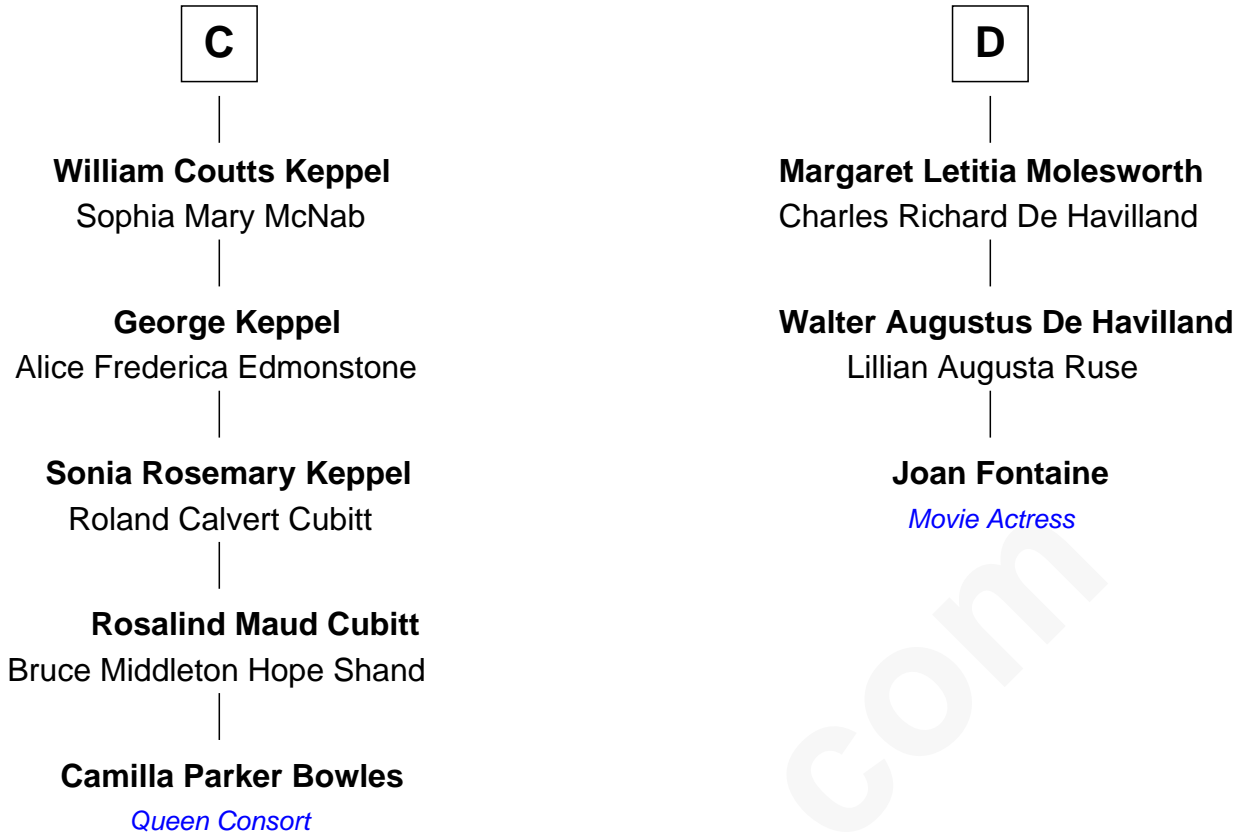 C
William Coutts Keppel
Sophia Mary McNab
George Keppel
Alice Frederica Edmonstone
Sonia Rosemary Keppel
Roland Calvert Cubitt
Rosalind Maud Cubitt
Bruce Middleton Hope Shand
Camilla Parker Bowles
Queen Consort
D
Margaret Letitia Molesworth
Charles Richard De Havilland
Walter Augustus De Havilland
Lillian Augusta Ruse
Joan Fontaine
Movie Actress
com